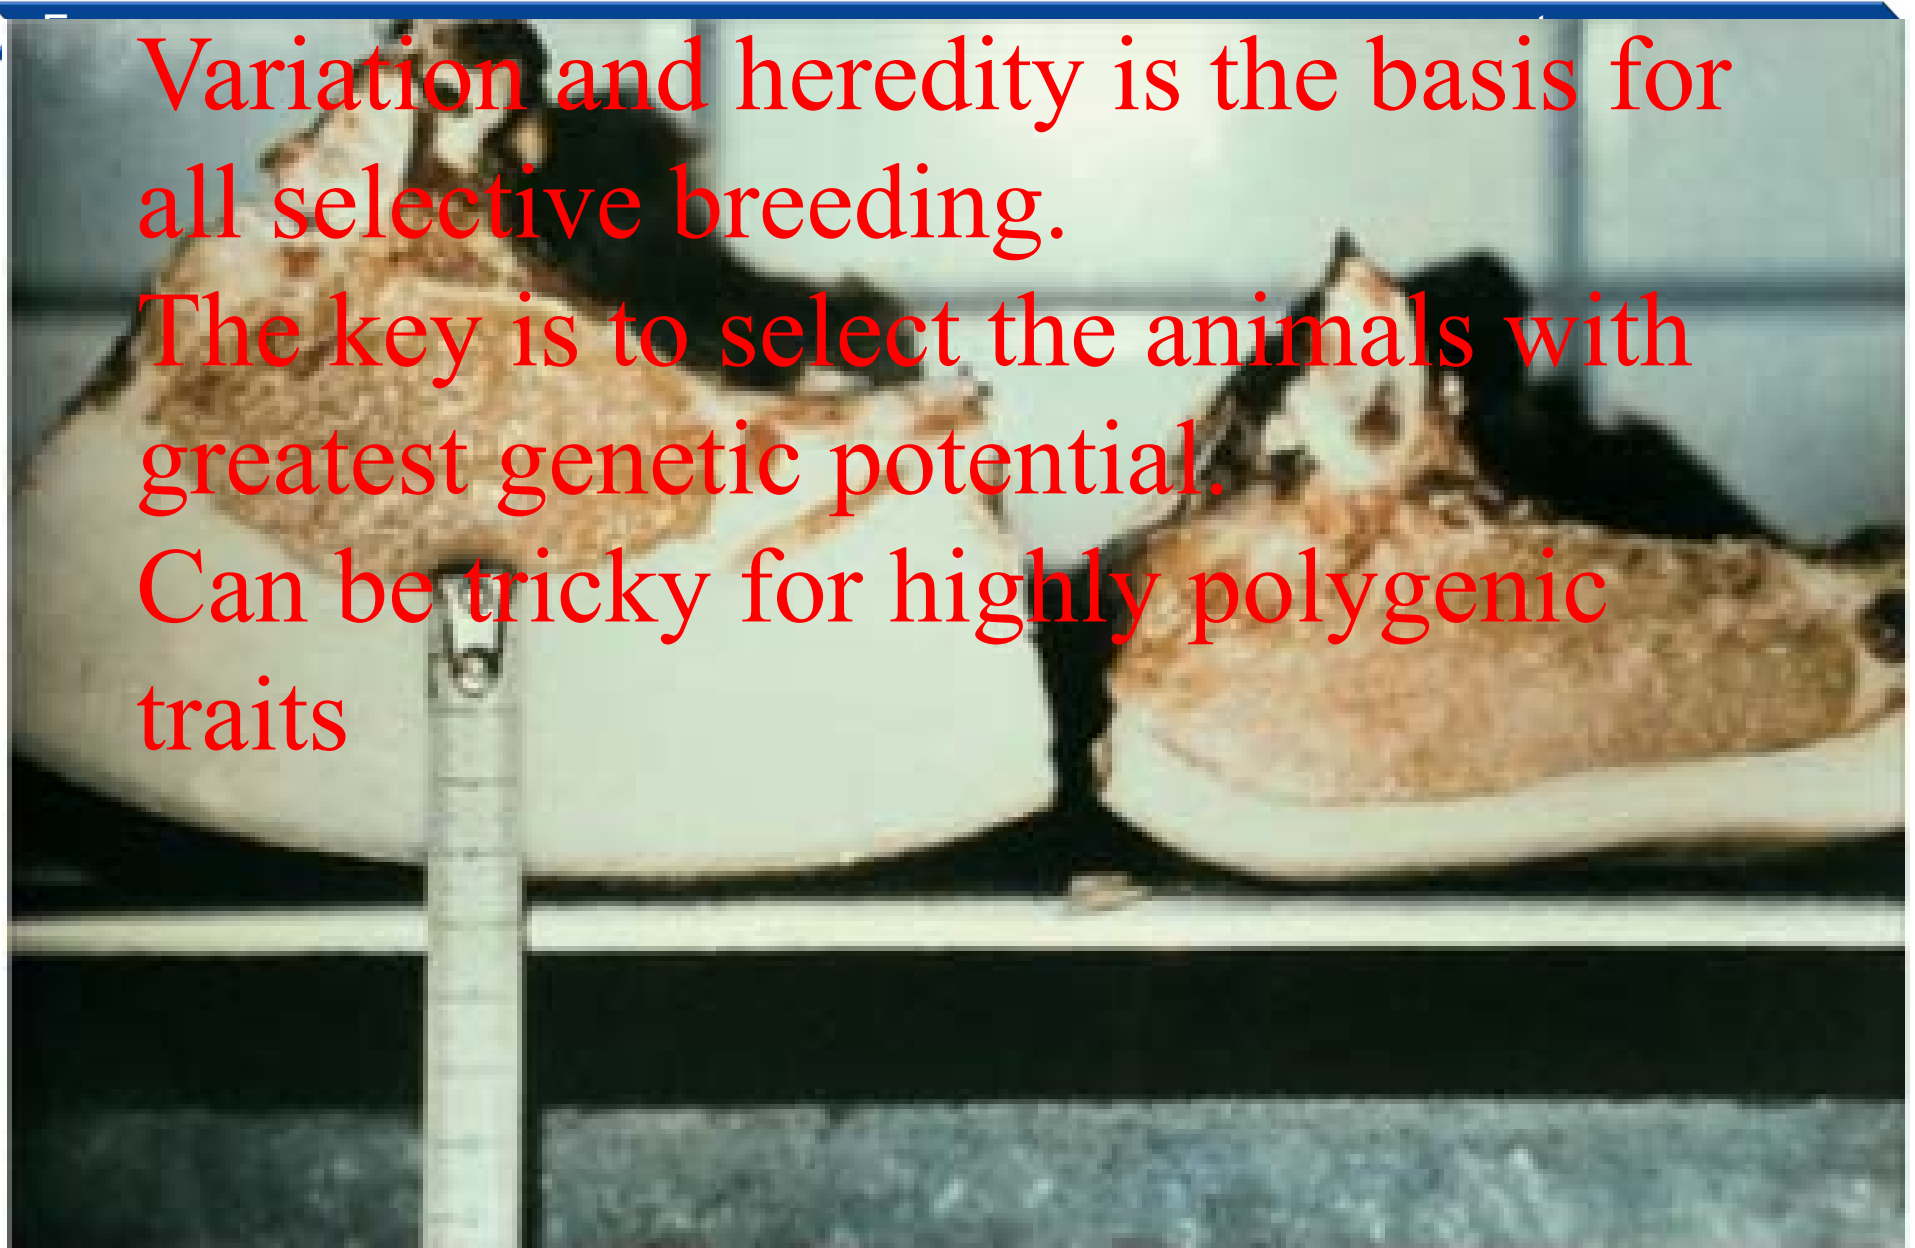 Variation and heredity is the basis for
all selective breeding.
The key is to select the animals with
greatest genetic potential.
Can be tricky for highly polygenic
traits